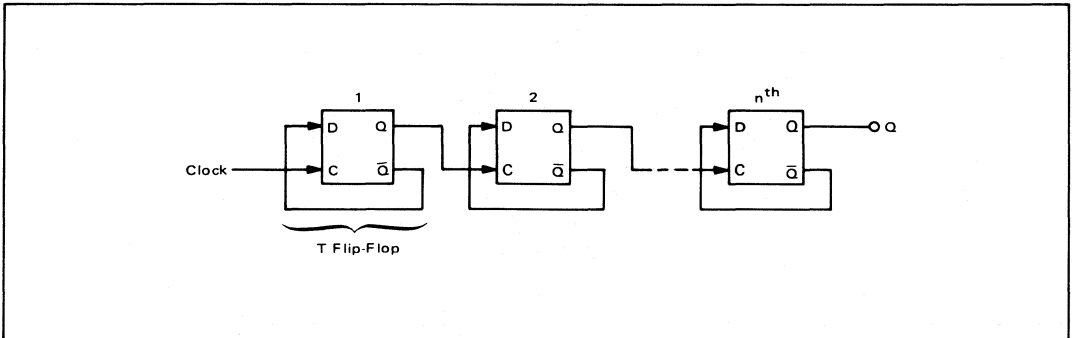 1 2 nth
D Q D Q D Q Q
Clock C Q̅ C Q̅ C Q̅
T Flip-Flop